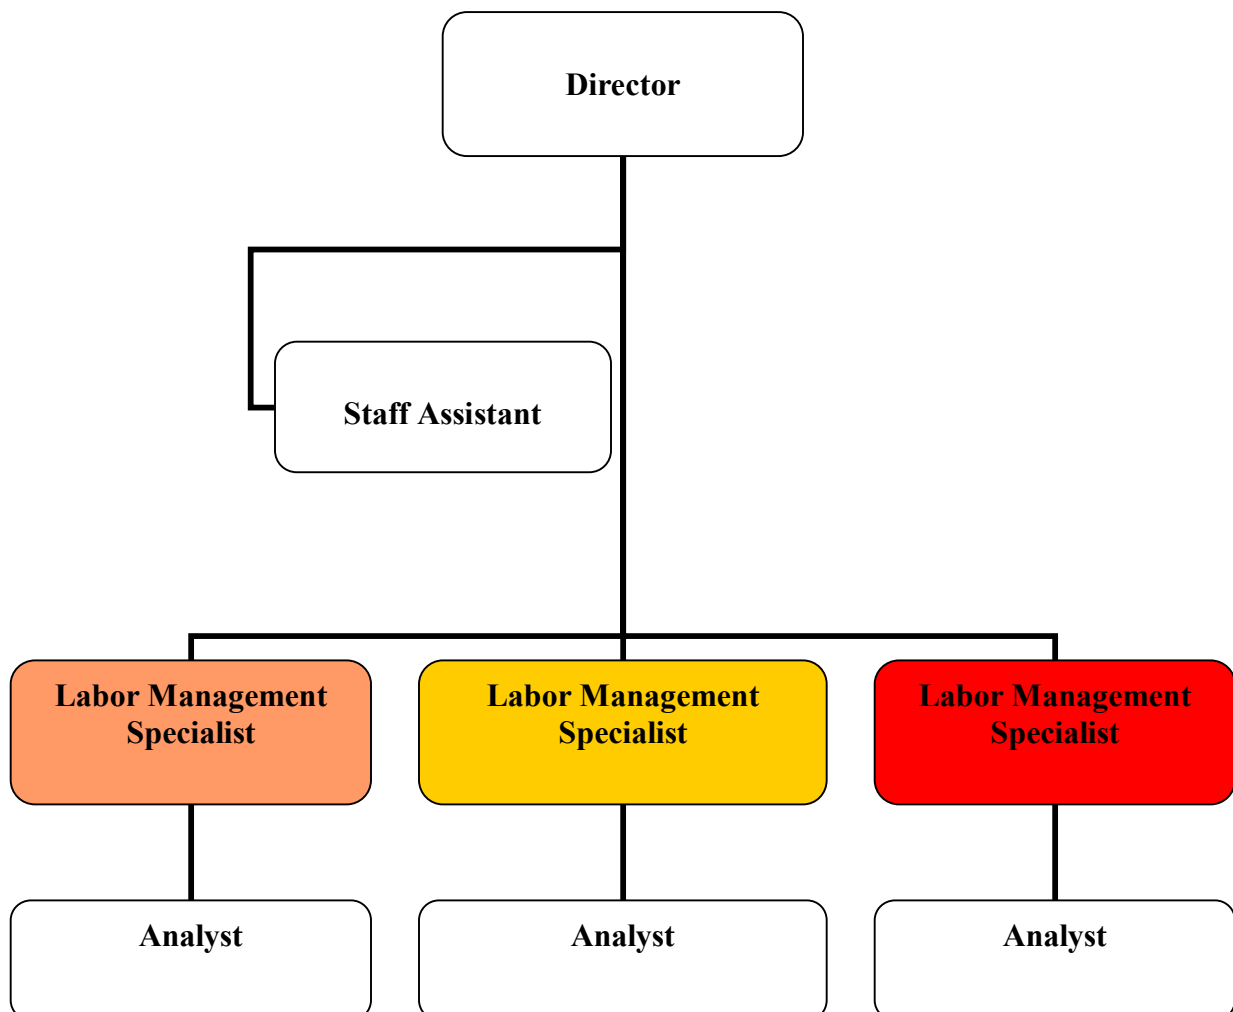 Director
Staff Assistant
Labor Management
Specialist
Labor Management
Specialist
Labor Management
Specialist
Analyst
Analyst
Analyst